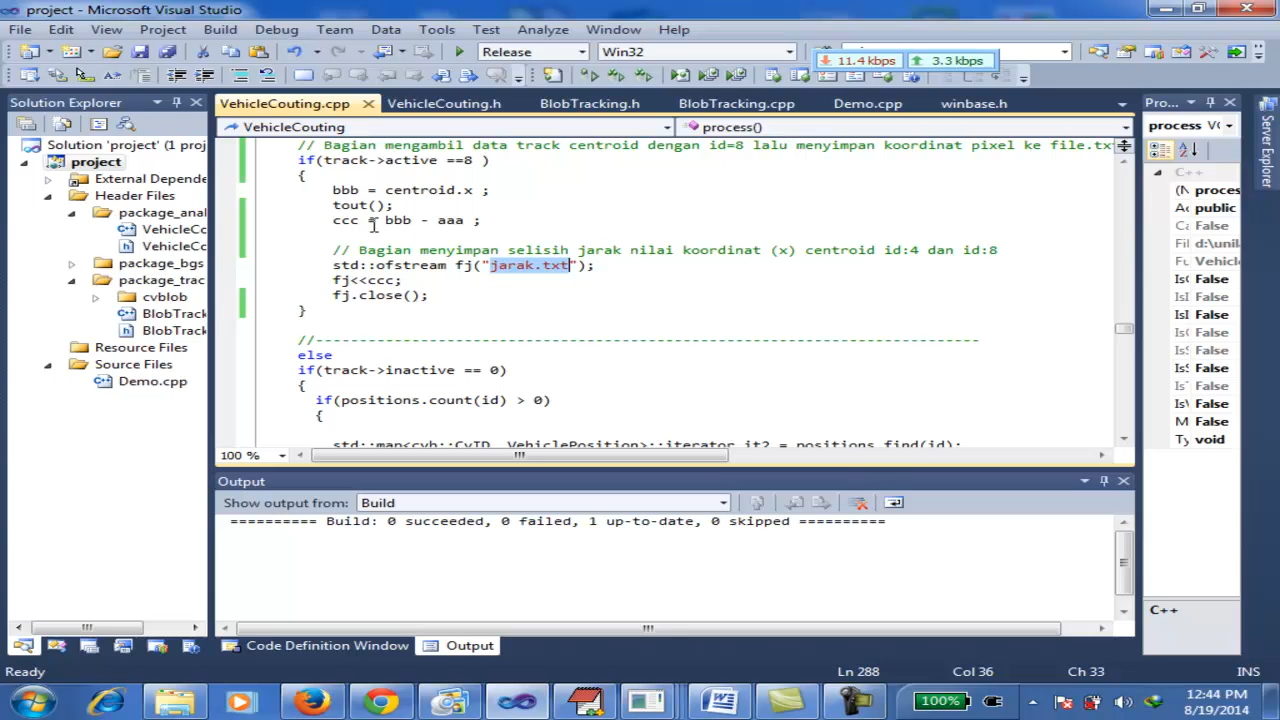 project - Microsoft Visual Studio
File Edit View Project Build Debug Team Data Tools Test Analyze Window Help
Release Win32
11.4 kbps 3.3 kbps
Solution Explorer
VehicleCouting.cpp VehicleCouting.h BlobTracking.h BlobTracking.cpp Demo.cpp winbase.h
Pro...
Server Explorer
VehicleCouting process()
process VC
Solution 'project' (1 proj
project
External Depende
Header Files
package_anal
VehicleCo
VehicleCo
package_bgs
package_trac
cvblob
BlobTrack
BlobTrack
Resource Files
Source Files
Demo.cpp
// Bagian mengambil data track centroid dengan id=8 lalu menyimpan koordinat pixel ke file.tx
if(track->active ==8 )
{
bbb = centroid.x ;
tout();
ccc = bbb - aaa ;
// Bagian menyimpan selisih jarak nilai koordinat (x) centroid id:4 dan id:8
std::ofstream fj("jarak.txt");
fj<<ccc;
fj.close();
}
//----------------------------------------------------------------------------
else
if(track->inactive == 0)
{
if(positions.count(id) > 0)
{
std::map<cvb::CvID, VehiclePosition>::iterator it2 = positions.find(id);
100 %
C++
(N proces
Ac public
Fi d:\unila
Fu proces
Is( False
IsI False
IsI True
False
False
False
IsV False
M False
Ty void
C++
Output
Show output from: Build
========== Build: 0 succeeded, 0 failed, 1 up-to-date, 0 skipped ==========
Code Definition Window Output
Ready Ln 288 Col 36 Ch 33 INS
100% 12:44 PM
8/19/2014